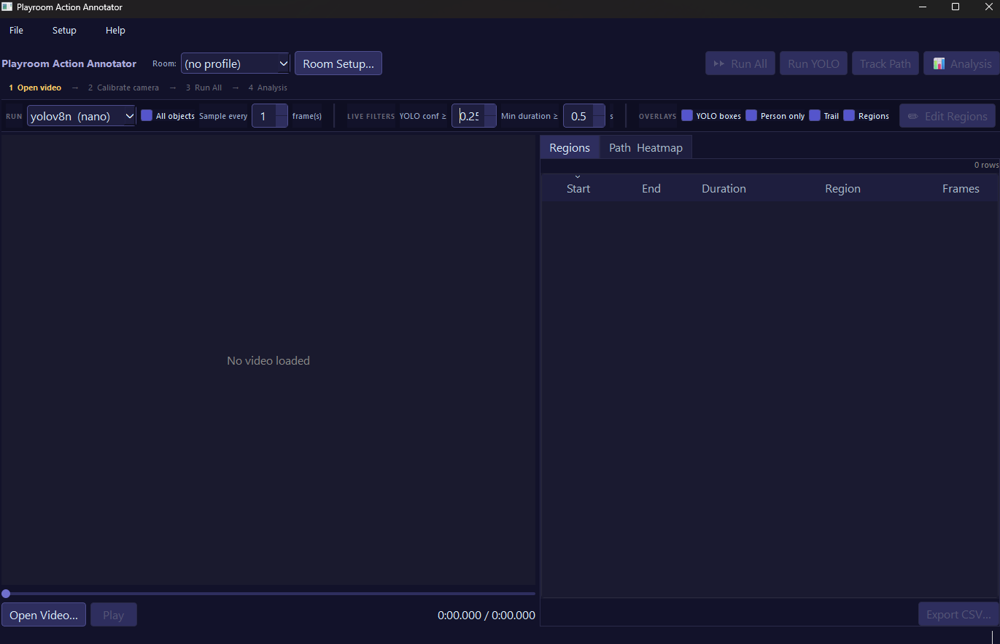 Playroom Action Annotator
File Setup Help
Playroom Action Annotator Room: (no profile) Room Setup... Run All Run YOLO Track Path Analysis
1 Open video → 2 Calibrate camera → 3 Run All → 4 Analysis
RUN yolov8n (nano) All objects Sample every 1 frame(s) LIVE FILTERS YOLO conf ≥ 0.25 Min duration ≥ 0.5 s OVERLAYS YOLO boxes Person only Trail Regions Edit Regions
Regions Path Heatmap
0 rows
Start End Duration Region Frames
No video loaded
Open Video... Play 0:00.000 / 0:00.000 Export CSV...